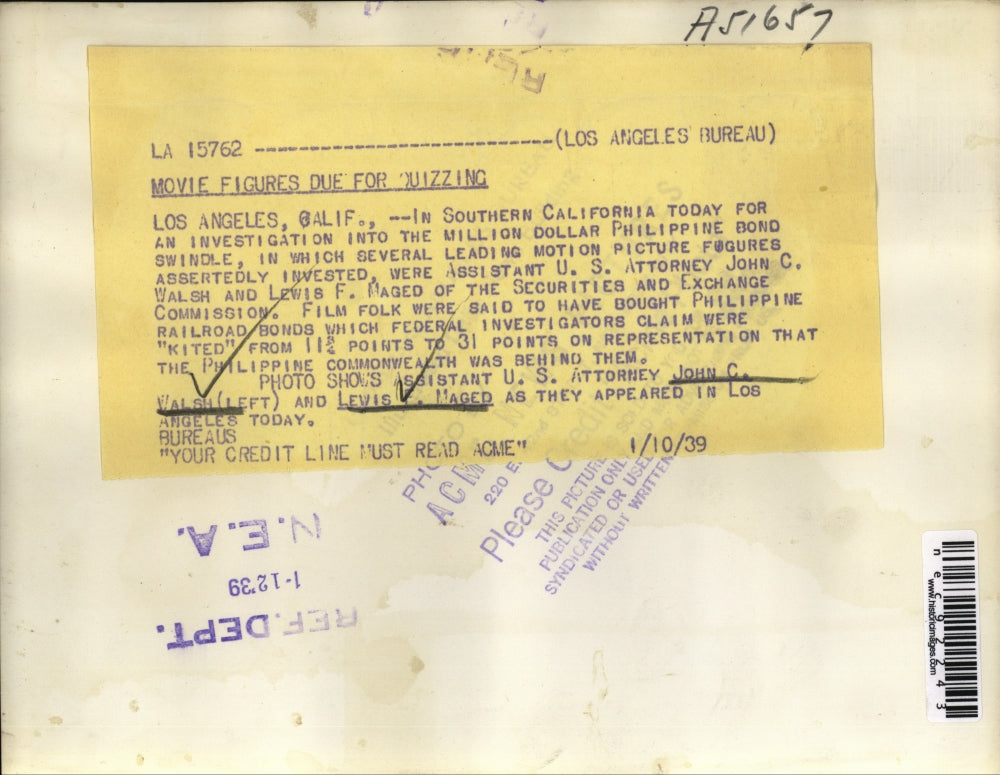 A51657
LA 15762 ------------------------------(LOS ANGELES BUREAU)
MOVIE FIGURES DUE FOR QUIZZING
LOS ANGELES, CALIF., --IN SOUTHERN CALIFORNIA TODAY FOR
AN INVESTIGATION INTO THE MILLION DOLLAR PHILIPPINE BOND
SWINDLE, IN WHICH SEVERAL LEADING MOTION PICTURE FUGURES
ASSERTEDLY INVESTED, WERE ASSISTANT U. S. ATTORNEY JOHN C.
WALSH AND LEWIS F. MAGED OF THE SECURITIES AND EXCHANGE
COMMISSION. FILM FOLK WERE SAID TO HAVE BOUGHT PHILIPPINE
RAILROAD BONDS WHICH FEDERAL INVESTIGATORS CLAIM WERE
"KITED" FROM 11½ POINTS TO 31 POINTS ON REPRESENTATION THAT
THE PHILIPPINE COMMONWEALTH WAS BEHIND THEM.
PHOTO SHOWS ASSISTANT U. S. ATTORNEY JOHN C.
WALSH (LEFT) AND LEWIS F. MAGED AS THEY APPEARED IN LOS
ANGELES TODAY.
BUREAUS
"YOUR CREDIT LINE MUST READ ACME" 1/10/39
PHO
ACM
220 E.
Please Credit
THIS PICTURE
PUBLICATION ONLY
SYNDICATED OR USED
WITHOUT WRITTEN
N.E.A.
1-12'39
REF. DEPT.
nec92243
www.historicimages.com